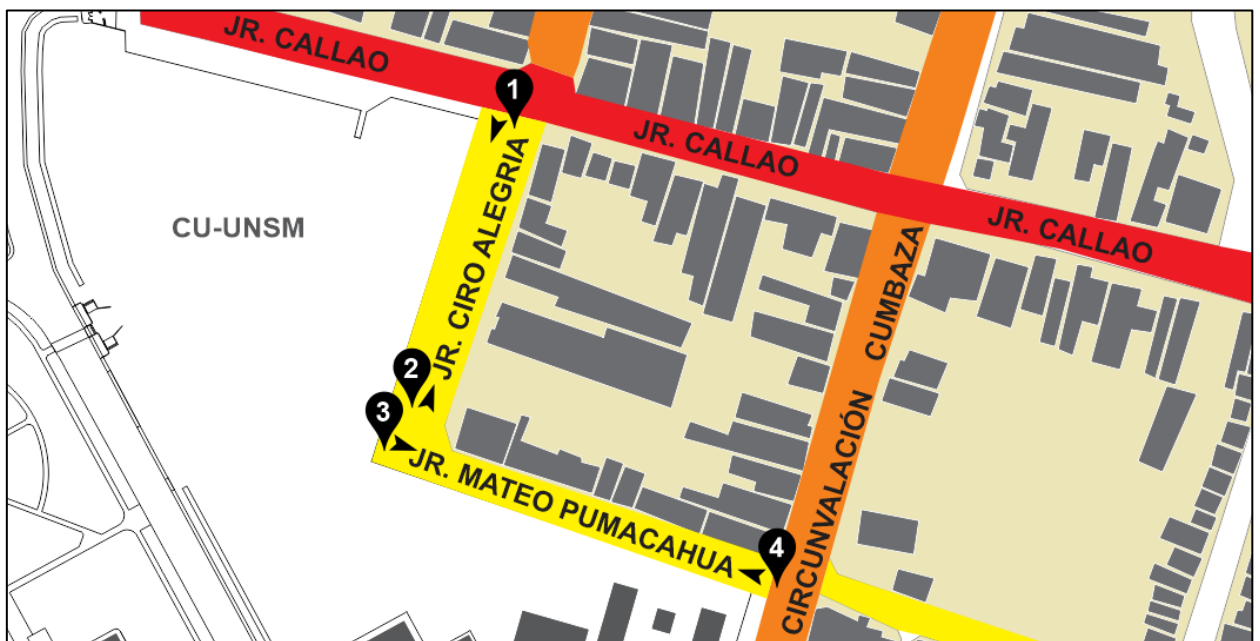 JR. CALLAO
1
JR. CALLAO
JR. CALLAO
CU-UNSM
JR. CIRO ALEGRIA
CIRCUNVALACIÓN CUMBAZA
2
3
JR. MATEO PUMACAHUA
4